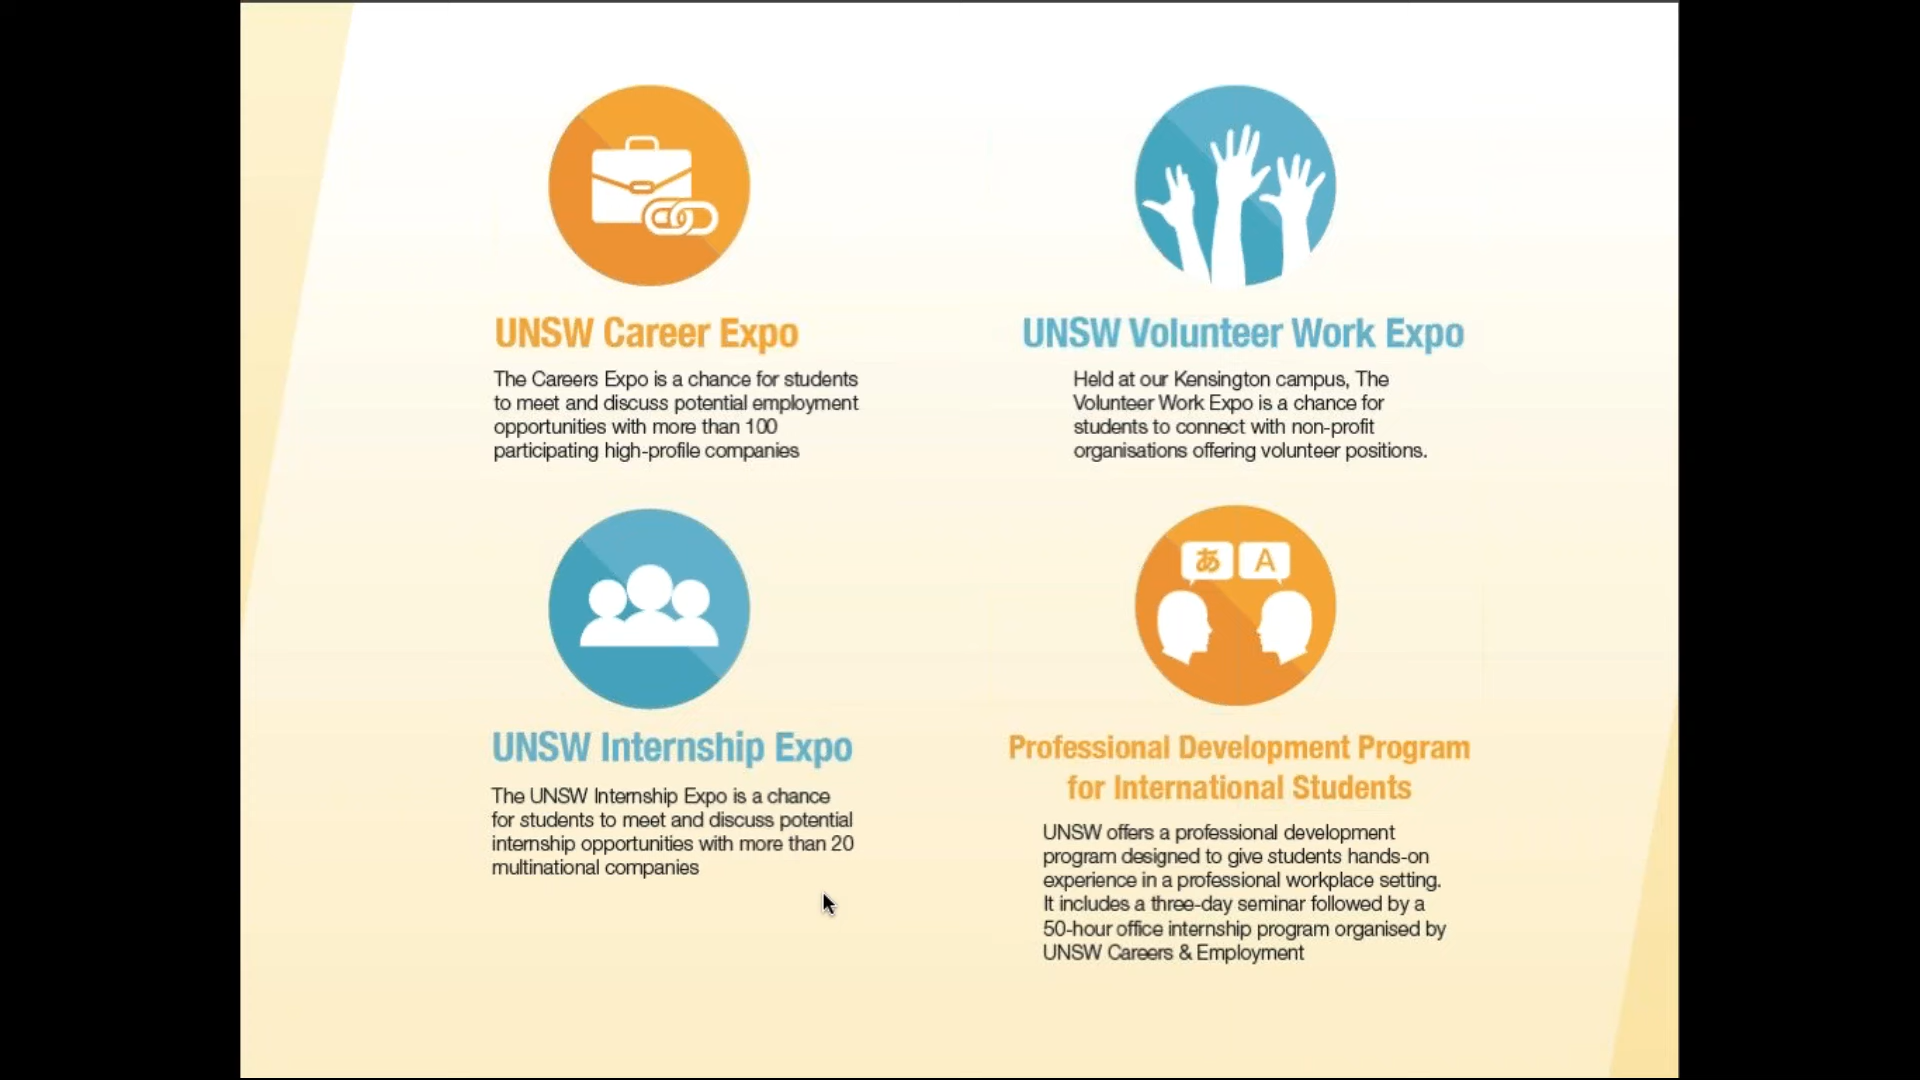 UNSW Career Expo
The Careers Expo is a chance for students
to meet and discuss potential employment
opportunities with more than 100
participating high-profile companies
UNSW Volunteer Work Expo
Held at our Kensington campus, The
Volunteer Work Expo is a chance for
students to connect with non-profit
organisations offering volunteer positions.
UNSW Internship Expo
The UNSW Internship Expo is a chance
for students to meet and discuss potential
internship opportunities with more than 20
multinational companies
あ A
Professional Development Program
for International Students
UNSW offers a professional development
program designed to give students hands-on
experience in a professional workplace setting.
It includes a three-day seminar followed by a
50-hour office internship program organised by
UNSW Careers & Employment